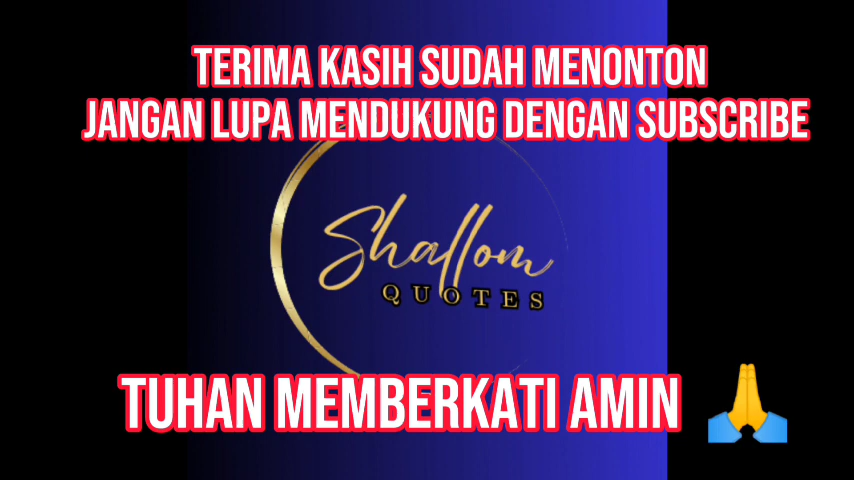 TERIMA KASIH SUDAH MENONTON
JANGAN LUPA MENDUKUNG DENGAN SUBSCRIBE
Shallom
QUOTES
TUHAN MEMBERKATI AMIN 🙏